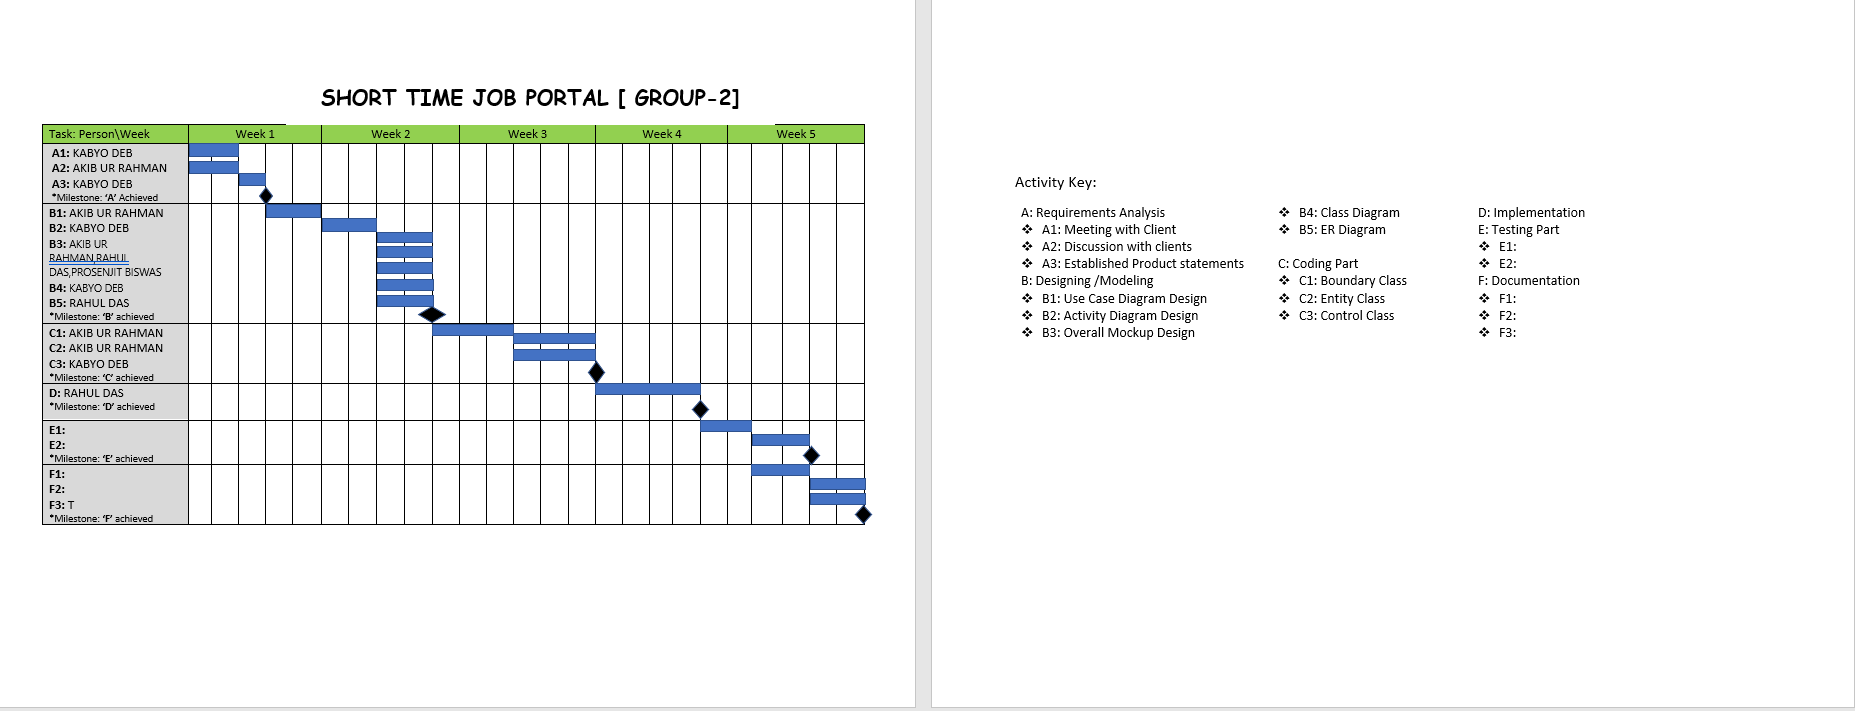 SHORT TIME JOB PORTAL [ GROUP-2]
Task: Person\Week Week 1 Week 2 Week 3 Week 4 Week 5
A1: KABYO DEB
A2: AKIB UR RAHMAN
A3: KABYO DEB
*Milestone: ‘A’ Achieved
B1: AKIB UR RAHMAN
B2: KABYO DEB
B3: AKIB UR
RAHMAN,RAHUL
DAS,PROSENJIT BISWAS
B4: KABYO DEB
B5: RAHUL DAS
*Milestone: ‘B’ achieved
C1: AKIB UR RAHMAN
C2: AKIB UR RAHMAN
C3: KABYO DEB
*Milestone: ‘C’ achieved
D: RAHUL DAS
*Milestone: ‘D’ achieved
E1:
E2:
*Milestone: ‘E’ achieved
F1:
F2:
F3: T
*Milestone: ‘F’ achieved
Activity Key:
A: Requirements Analysis
❖ A1: Meeting with Client
❖ A2: Discussion with clients
❖ A3: Established Product statements
B: Designing /Modeling
❖ B1: Use Case Diagram Design
❖ B2: Activity Diagram Design
❖ B3: Overall Mockup Design
❖ B4: Class Diagram
❖ B5: ER Diagram
C: Coding Part
❖ C1: Boundary Class
❖ C2: Entity Class
❖ C3: Control Class
D: Implementation
E: Testing Part
❖ E1:
❖ E2:
F: Documentation
❖ F1:
❖ F2:
❖ F3: